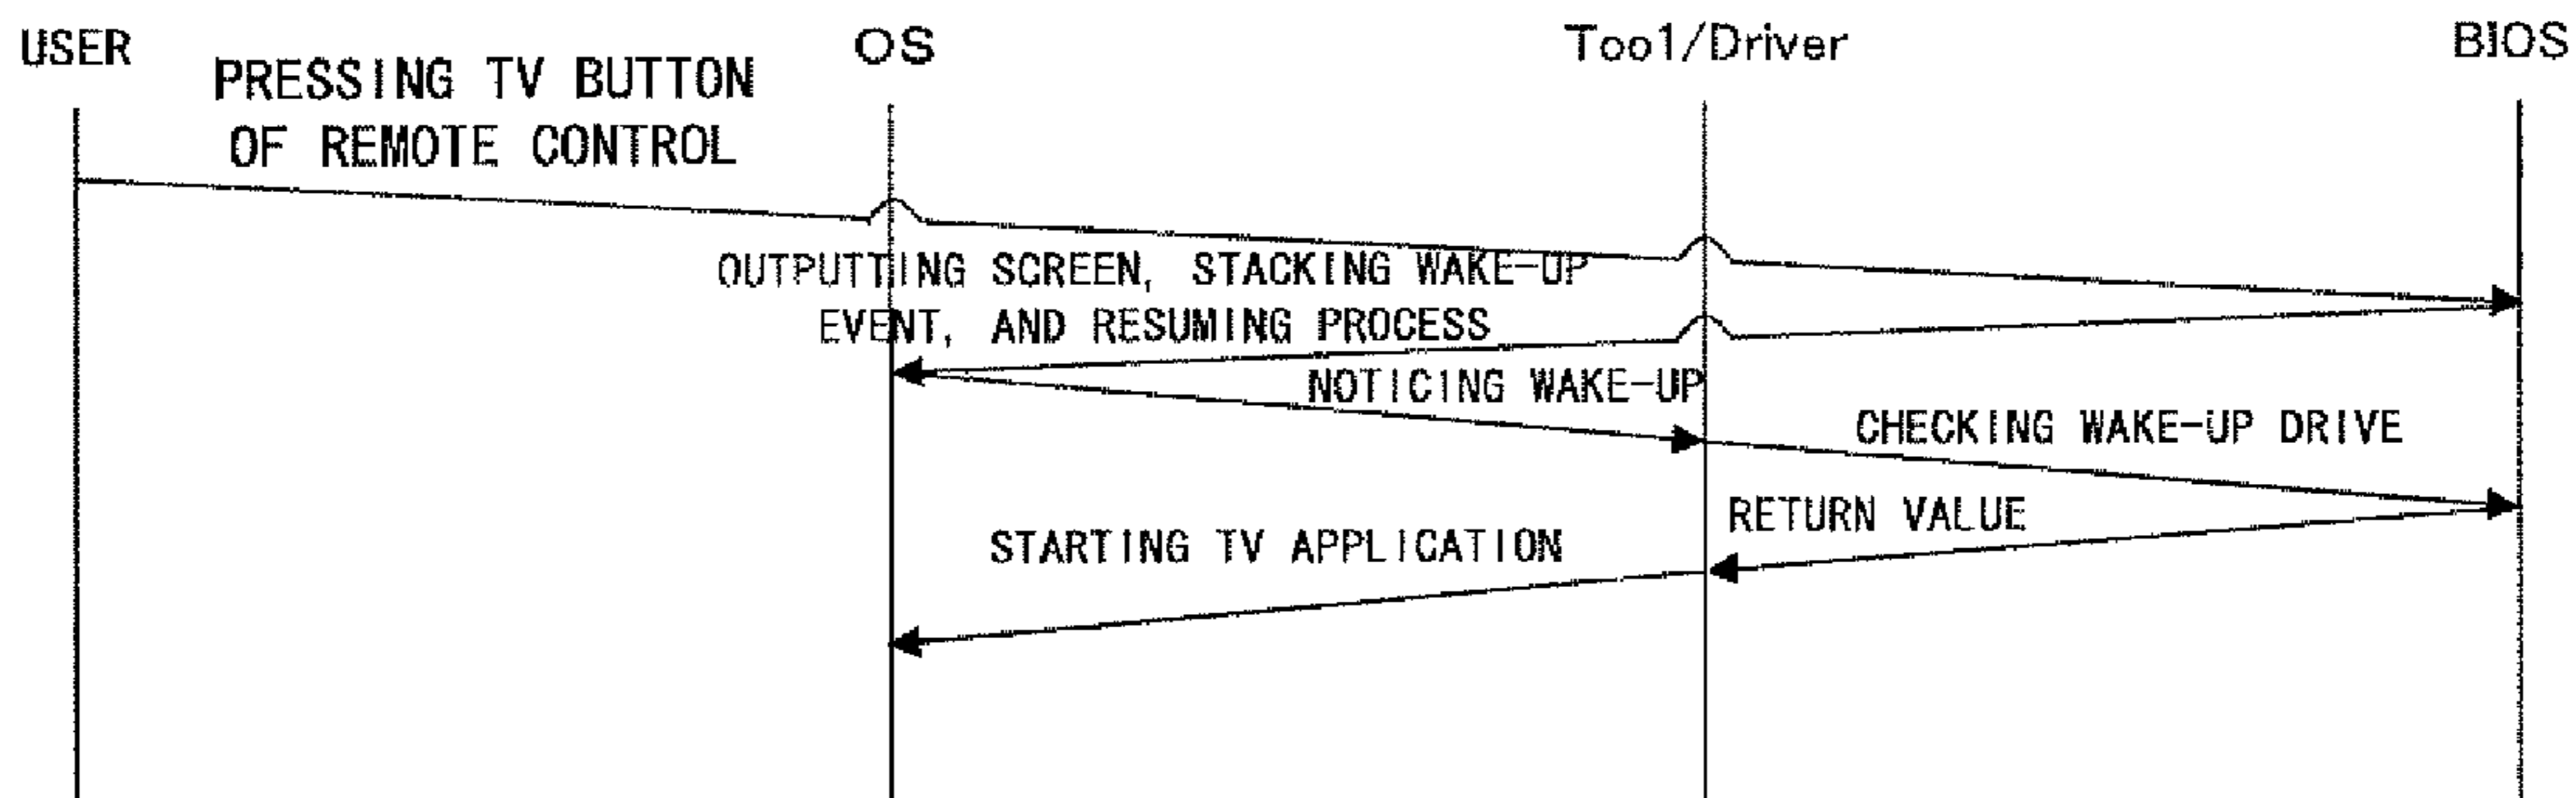 USER
OS
Tool/Driver
BIOS
PRESSING TV BUTTON
OF REMOTE CONTROL
OUTPUTTING SCREEN, STACKING WAKE-UP
EVENT, AND RESUMING PROCESS
NOTICING WAKE-UP
CHECKING WAKE-UP DRIVE
RETURN VALUE
STARTING TV APPLICATION